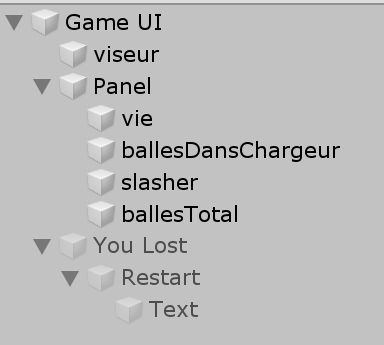 Game UI
viseur
Panel
vie
ballesDansChargeur
slasher
ballesTotal
You Lost
Restart
Text